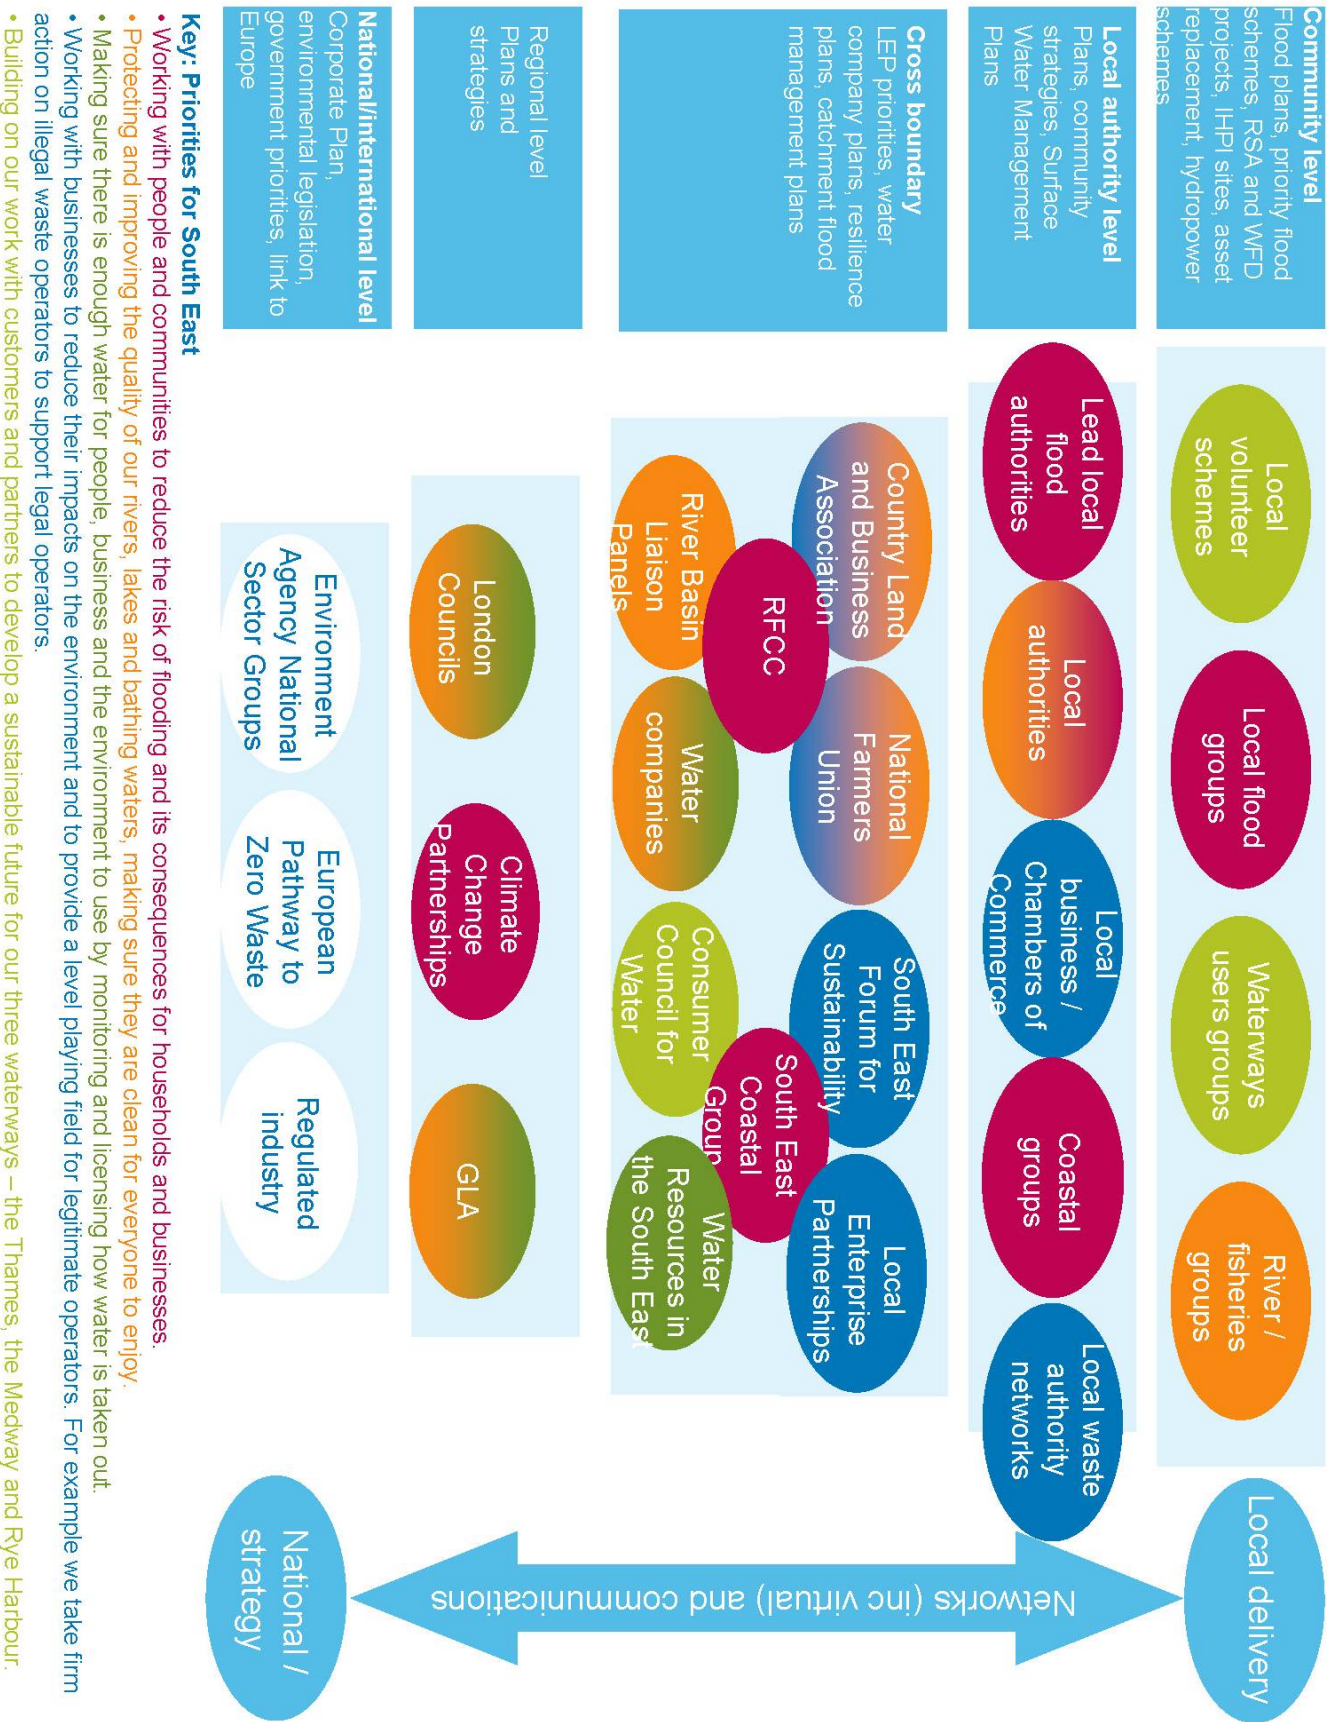 Community level
Flood plans, priority flood
schemes, RSA and WFD
projects, IHPI sites, asset
replacement, hydropower
schemes
Local
volunteer
schemes
Local flood
groups
Waterways
users groups
River /
fisheries
groups
Local delivery
Local authority level
Plans, community
strategies, Surface
Water Management
Plans
Lead local
flood
authorities
Local
authorities
Local
business /
Chambers of
Commerce
Coastal
groups
Local waste
authority
networks
Cross boundary
LEP priorities, water
company plans, resilience
plans, catchment flood
management plans
Country Land
and Business
Association
National
Farmers
Union
South East
Forum for
Sustainability
Local
Enterprise
Partnerships
RFCC
South East
Coastal
Group
River Basin
Liaison
Panels
Water
companies
Consumer
Council for
Water
Water
Resources in
the South East
Networks (inc virtual) and communications
Regional level
Plans and
strategies
London
Councils
Climate
Change
Partnerships
GLA
National/international level
Corporate Plan,
environmental legislation,
government priorities, link to
Europe
Environment
Agency National
Sector Groups
European
Pathway to
Zero Waste
Regulated
industry
National /
strategy
Key: Priorities for South East
• Working with people and communities to reduce the risk of flooding and its consequences for households and businesses.
• Protecting and improving the quality of our rivers, lakes and bathing waters, making sure they are clean for everyone to enjoy.
• Making sure there is enough water for people, business and the environment to use by monitoring and licensing how water is taken out.
• Working with businesses to reduce their impacts on the environment and to provide a level playing field for legitimate operators. For example we take firm
action on illegal waste operators to support legal operators.
• Building on our work with customers and partners to develop a sustainable future for our three waterways – the Thames, the Medway and Rye Harbour.